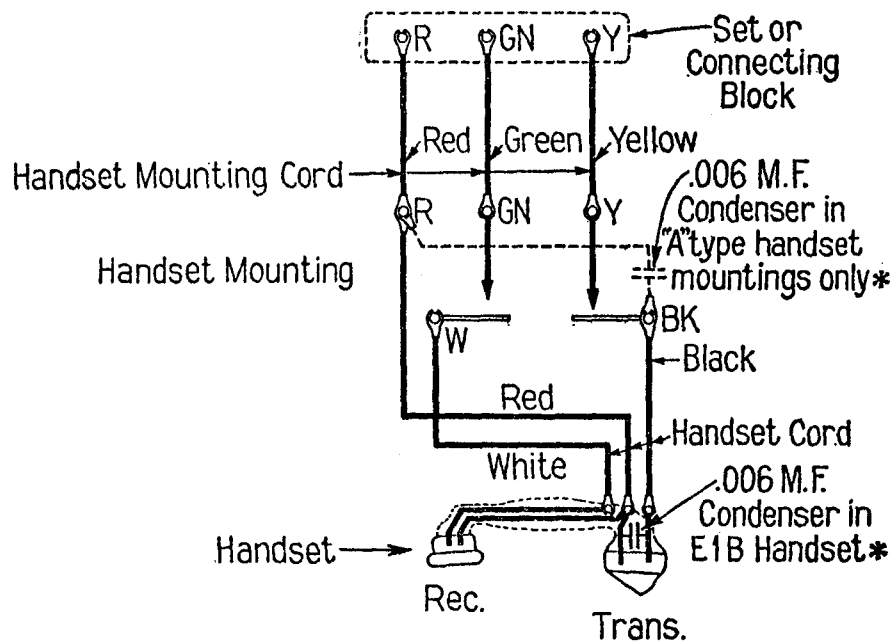 R GN Y
Set or
Connecting
Block
Red Green Yellow
Handset Mounting Cord
R GN Y
.006 M.F.
Condenser in
"A" type handset
mountings only*
Handset Mounting
W
BK
Black
Red
Handset Cord
White
.006 M.F.
Condenser in
E1B Handset*
Handset
Rec.
Trans.